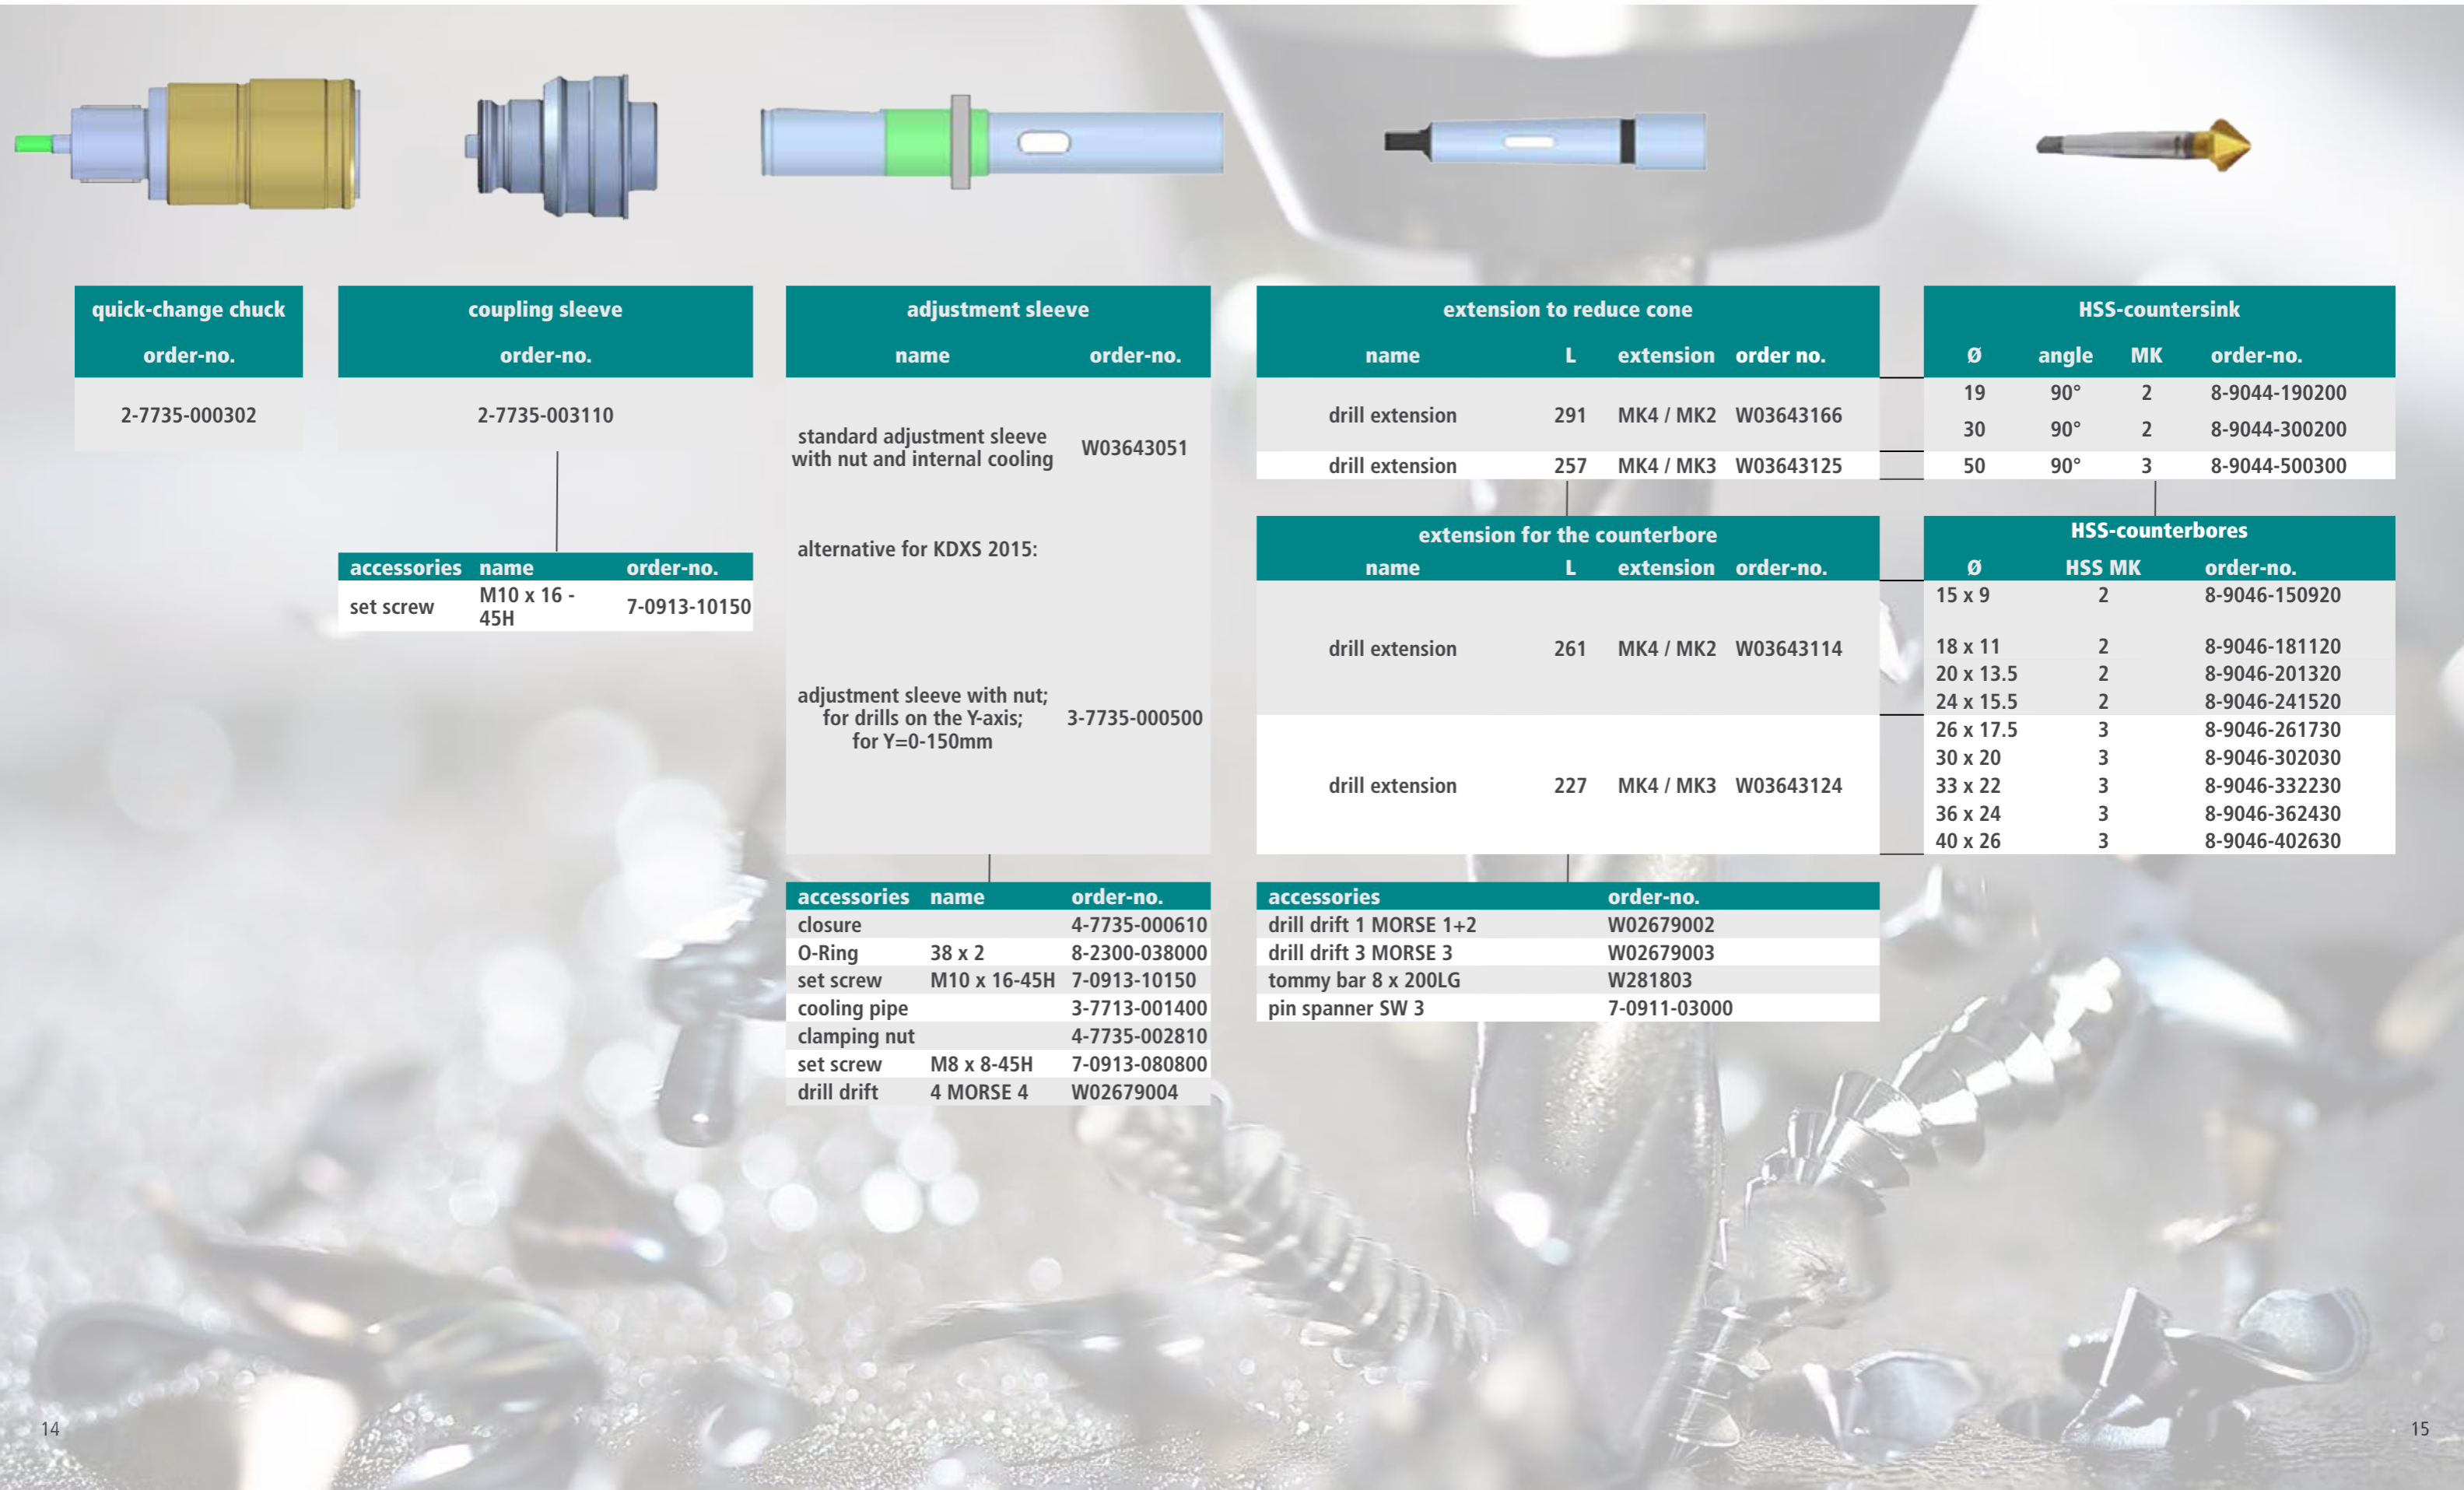 quick-change chuck
order-no.
2-7735-000302
coupling sleeve
order-no.
2-7735-003110
accessories name order-no.
set screw M10 x 16 - 45H 7-0913-10150
adjustment sleeve
name order-no.
standard adjustment sleeve
with nut and internal cooling W03643051
alternative for KDXS 2015:
adjustment sleeve with nut;
for drills on the Y-axis; 3-7735-000500
for Y=0-150mm
accessories name order-no.
closure 4-7735-000610
O-Ring 38 x 2 8-2300-038000
set screw M10 x 16-45H 7-0913-10150
cooling pipe 3-7713-001400
clamping nut 4-7735-002810
set screw M8 x 8-45H 7-0913-080800
drill drift 4 MORSE 4 W02679004
extension to reduce cone
name L extension order no.
drill extension 291 MK4 / MK2 W03643166
drill extension 257 MK4 / MK3 W03643125
extension for the counterbore
name L extension order-no.
drill extension 261 MK4 / MK2 W03643114
drill extension 227 MK4 / MK3 W03643124
accessories order-no.
drill drift 1 MORSE 1+2 W02679002
drill drift 3 MORSE 3 W02679003
tommy bar 8 x 200LG W281803
pin spanner SW 3 7-0911-03000
HSS-countersink
Ø angle MK order-no.
19 90° 2 8-9044-190200
30 90° 2 8-9044-300200
50 90° 3 8-9044-500300
HSS-counterbores
Ø HSS MK order-no.
15 x 9 2 8-9046-150920
18 x 11 2 8-9046-181120
20 x 13.5 2 8-9046-201320
24 x 15.5 2 8-9046-241520
26 x 17.5 3 8-9046-261730
30 x 20 3 8-9046-302030
33 x 22 3 8-9046-332230
36 x 24 3 8-9046-362430
40 x 26 3 8-9046-402630
14
15